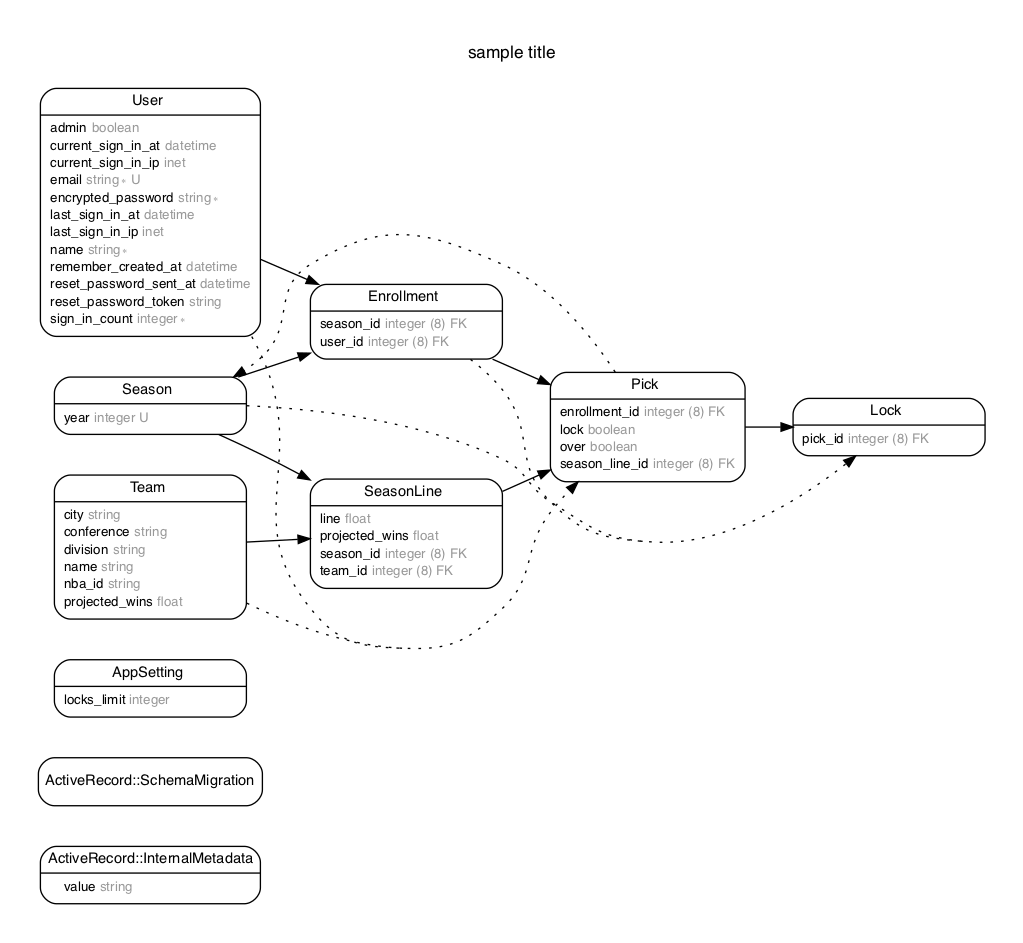 sample title
User
admin boolean
current_sign_in_at datetime
current_sign_in_ip inet
email string∗ U
encrypted_password string∗
last_sign_in_at datetime
last_sign_in_ip inet
name string∗
remember_created_at datetime
reset_password_sent_at datetime
reset_password_token string
sign_in_count integer ∗
Enrollment
season_id integer (8) FK
user_id integer (8) FK
Season
year integer U
Pick
enrollment_id integer (8) FK
lock boolean
over boolean
season_line_id integer (8) FK
Lock
pick_id integer (8) FK
Team
city string
conference string
division string
name string
nba_id string
projected_wins float
SeasonLine
line float
projected_wins float
season_id integer (8) FK
team_id integer (8) FK
AppSetting
locks_limit integer
ActiveRecord::SchemaMigration
ActiveRecord::InternalMetadata
value string